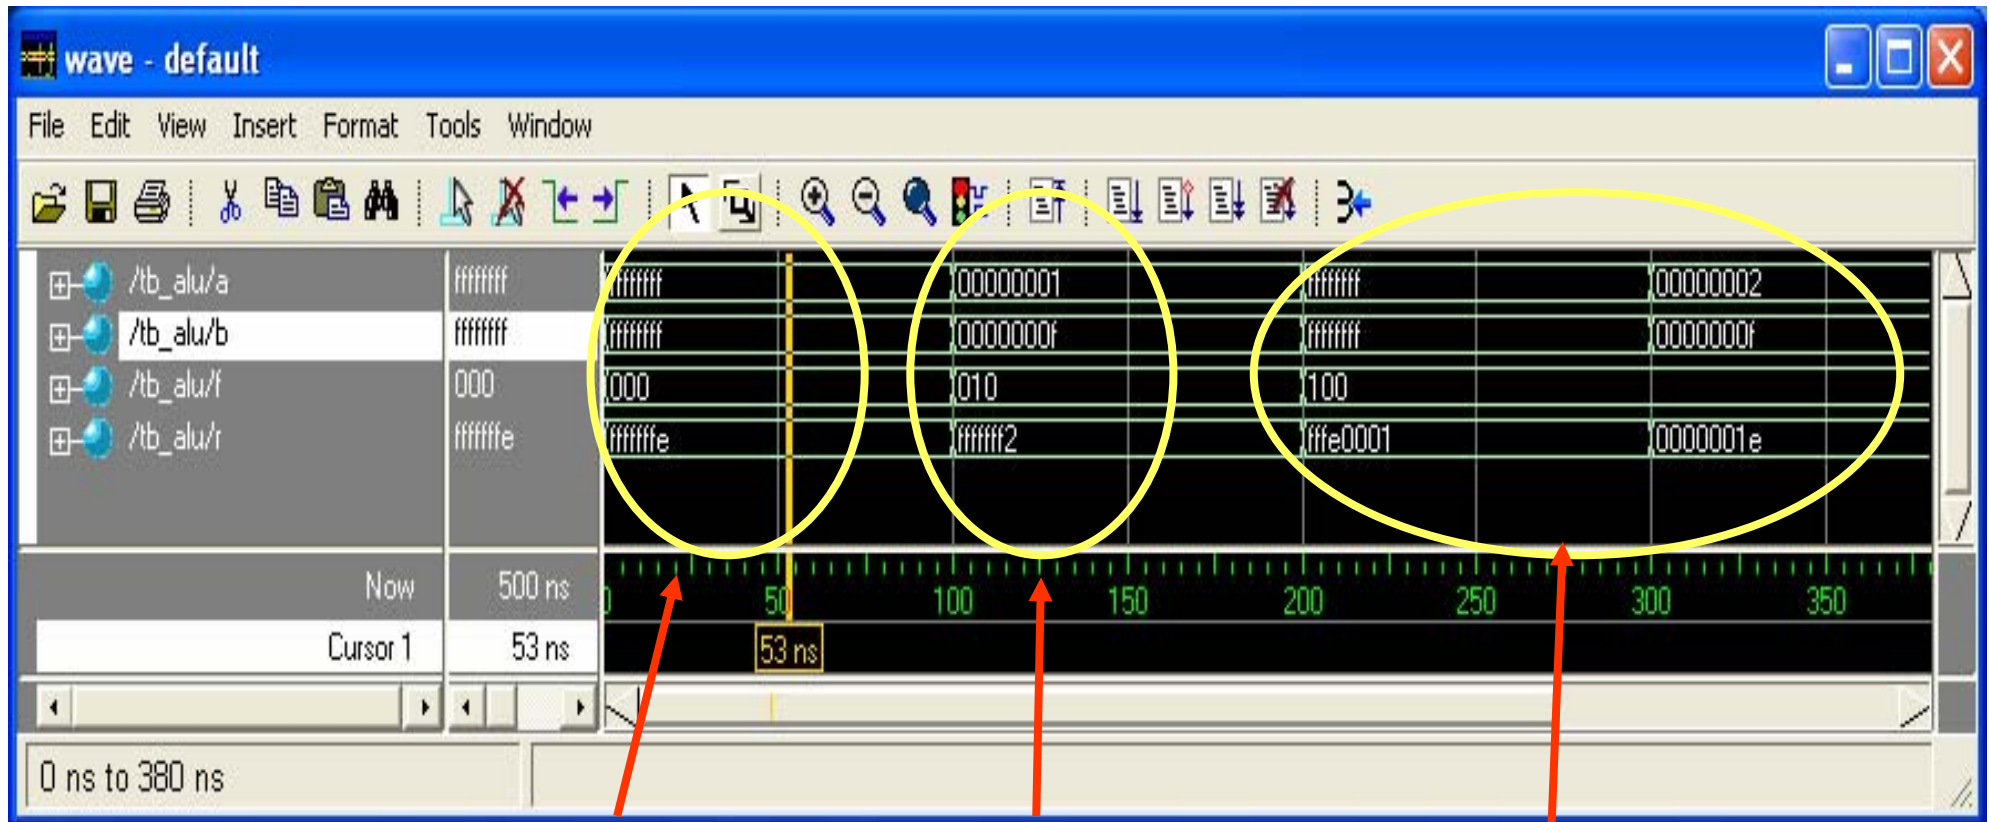 wave - default
File Edit View Insert Format Tools Window
/tb_alu/a ffffffff ffffffff 00000001 ffffffff 00000002
/tb_alu/b ffffffff ffffffff 0000000f ffffffff 0000000f
/tb_alu/f 000 000 010 100
/tb_alu/r fffffffe fffffffe fffffff2 fffe0001 0000001e
Now 500 ns 0 50 100 150 200 250 300 350
Cursor 1 53 ns 53 ns
0 ns to 380 ns